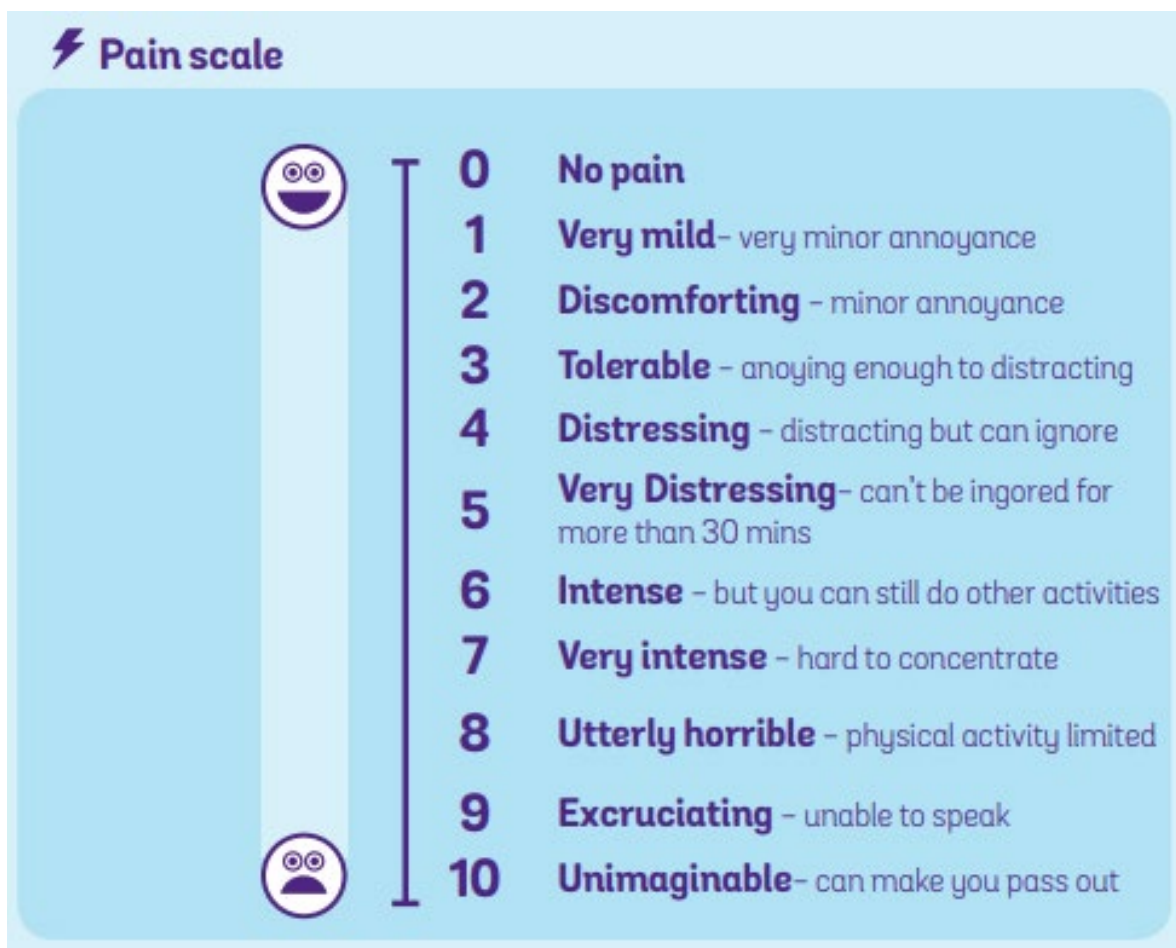 Pain scale
0 No pain
1 Very mild– very minor annoyance
2 Discomforting – minor annoyance
3 Tolerable – anoying enough to distracting
4 Distressing – distracting but can ignore
5 Very Distressing– can't be ingored for
more than 30 mins
6 Intense – but you can still do other activities
7 Very intense – hard to concentrate
8 Utterly horrible – physical activity limited
9 Excruciating – unable to speak
10 Unimaginable– can make you pass out